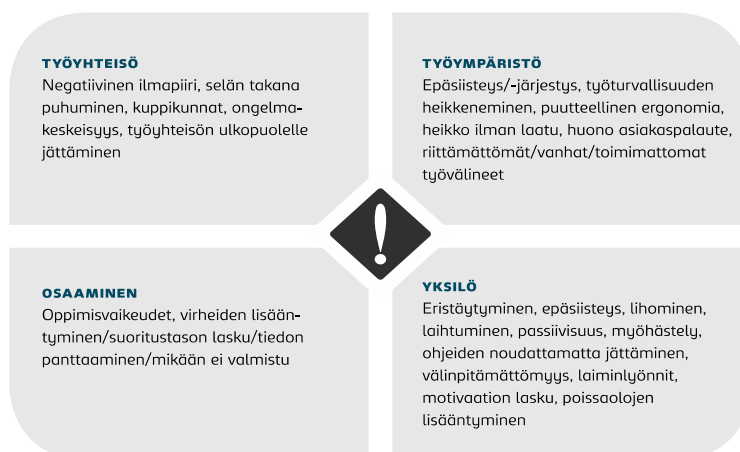 TYÖYHTEISÖ
Negatiivinen ilmapiiri, selän takana
puhuminen, kuppikunnat, ongelma-
keskeisyys, työyhteisön ulkopuolelle
jättäminen
TYÖYMPÄRISTÖ
Epäsiisteys/-järjestys, työturvallisuuden
heikkeneminen, puutteellinen ergonomia,
heikko ilman laatu, huono asiakaspalaute,
riittämättömät/vanhat/toimimattomat
työvälineet
!
OSAAMINEN
Oppimisvaikeudet, virheiden lisään-
tyminen/suoritustason lasku/tiedon
panttaaminen/mikään ei valmistu
YKSILÖ
Eristäytyminen, epäsiisteys, lihominen,
laihtuminen, passiivisuus, myöhästely,
ohjeiden noudattamatta jättäminen,
välinpitämättömyys, laiminlyönnit,
motivaation lasku, poissaolojen
lisääntyminen